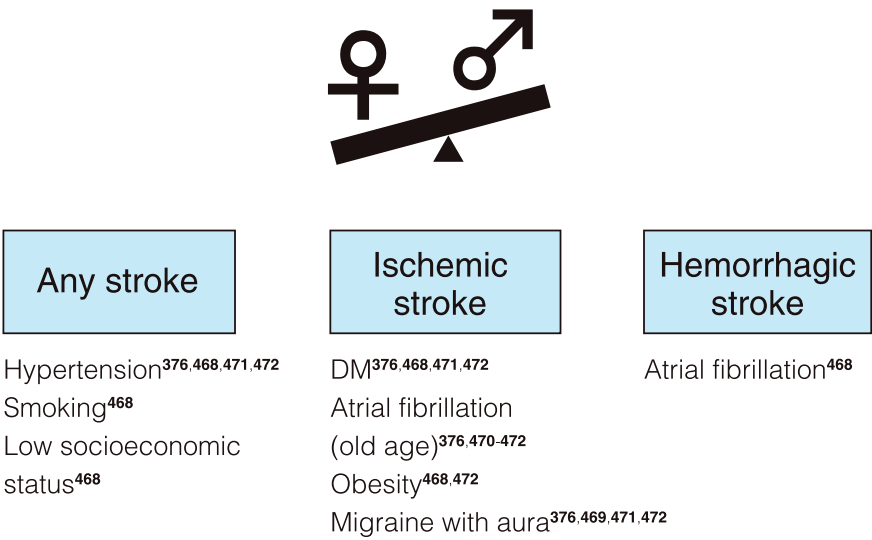 Any stroke
Hypertension376,468,471,472
Smoking468
Low socioeconomic
status468
Ischemic
stroke
DM376,468,471,472
Atrial fibrillation
(old age)376,470-472
Obesity468,472
Migraine with aura376,469,471,472
Hemorrhagic
stroke
Atrial fibrillation468